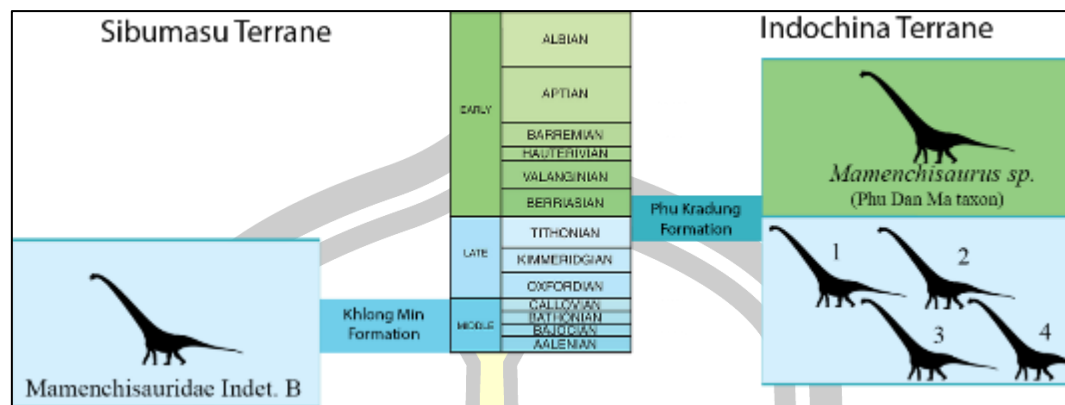 Sibumasu Terrane
Indochina Terrane
EARLY
ALBIAN
APTIAN
BARREMIAN
HAUTERIVIAN
VALANGINIAN
BERRIASIAN
LATE
TITHONIAN
KIMMERIDGIAN
OXFORDIAN
MIDDLE
CALLOVIAN
BATHONIAN
BAJOCIAN
AALENIAN
Khlong Min
Formation
Mamenchisauridae Indet. B
Phu Kradung
Formation
Mamenchisaurus sp.
(Phu Dan Ma taxon)
1
2
3
4